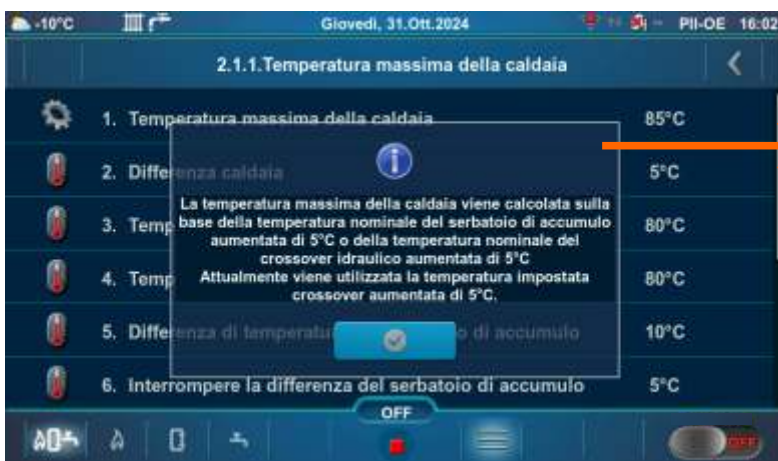 -10°C Giovedì, 31.Ott.2024 PII-OE 16:02
2.1.1.Temperatura massima della caldaia
1. Temperatura massima della caldaia 85°C
2. Differenza caldaia 5°C
La temperatura massima della caldaia viene calcolata sulla
3. Temp base della temperatura nominale del serbatoio di accumulo 80°C
aumentata di 5°C o della temperatura nominale del
crossover idraulico aumentata di 5°C
4. Temp Attualmente viene utilizzata la temperatura impostata 80°C
crossover aumentata di 5°C.
5. Differenza di temperatu o di accumulo 10°C
6. Interrompere la differenza del serbatoio di accumulo 5°C
OFF
OFF